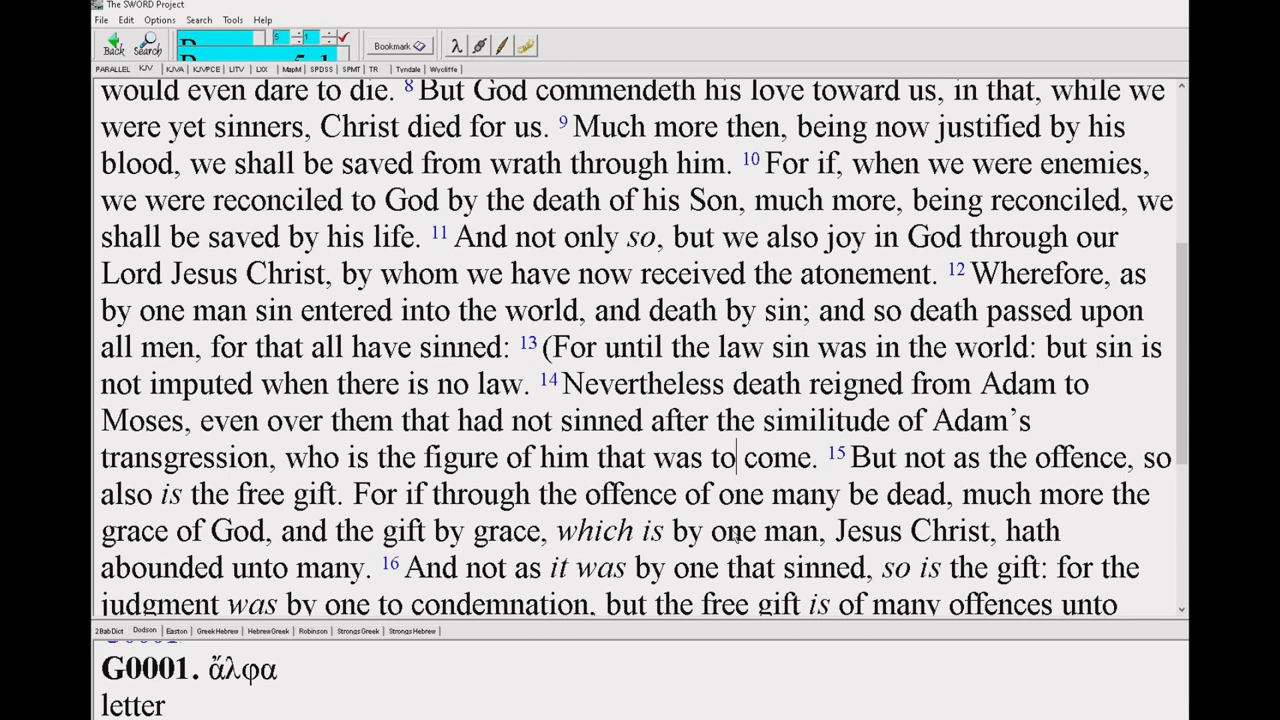 The SWORD Project
File Edit Options Search Tools Help
Back Search 5 1 Bookmark λ
PARALLEL KJV KJVA KJVPCE LITV LXX MapM SPDSS SPMT TR Tyndale Wycliffe
would even dare to die. 8 But God commendeth his love toward us, in that, while we
were yet sinners, Christ died for us. 9 Much more then, being now justified by his
blood, we shall be saved from wrath through him. 10 For if, when we were enemies,
we were reconciled to God by the death of his Son, much more, being reconciled, we
shall be saved by his life. 11 And not only so, but we also joy in God through our
Lord Jesus Christ, by whom we have now received the atonement. 12 Wherefore, as
by one man sin entered into the world, and death by sin; and so death passed upon
all men, for that all have sinned: 13 (For until the law sin was in the world: but sin is
not imputed when there is no law. 14 Nevertheless death reigned from Adam to
Moses, even over them that had not sinned after the similitude of Adam’s
transgression, who is the figure of him that was to come. 15 But not as the offence, so
also is the free gift. For if through the offence of one many be dead, much more the
grace of God, and the gift by grace, which is by one man, Jesus Christ, hath
abounded unto many. 16 And not as it was by one that sinned, so is the gift: for the
judgment was by one to condemnation, but the free gift is of many offences unto
2BabDict Dodson Easton GreekHebrew HebrewGreek Robinson StrongsGreek StrongsHebrew
G0001. ἄλφα
letter